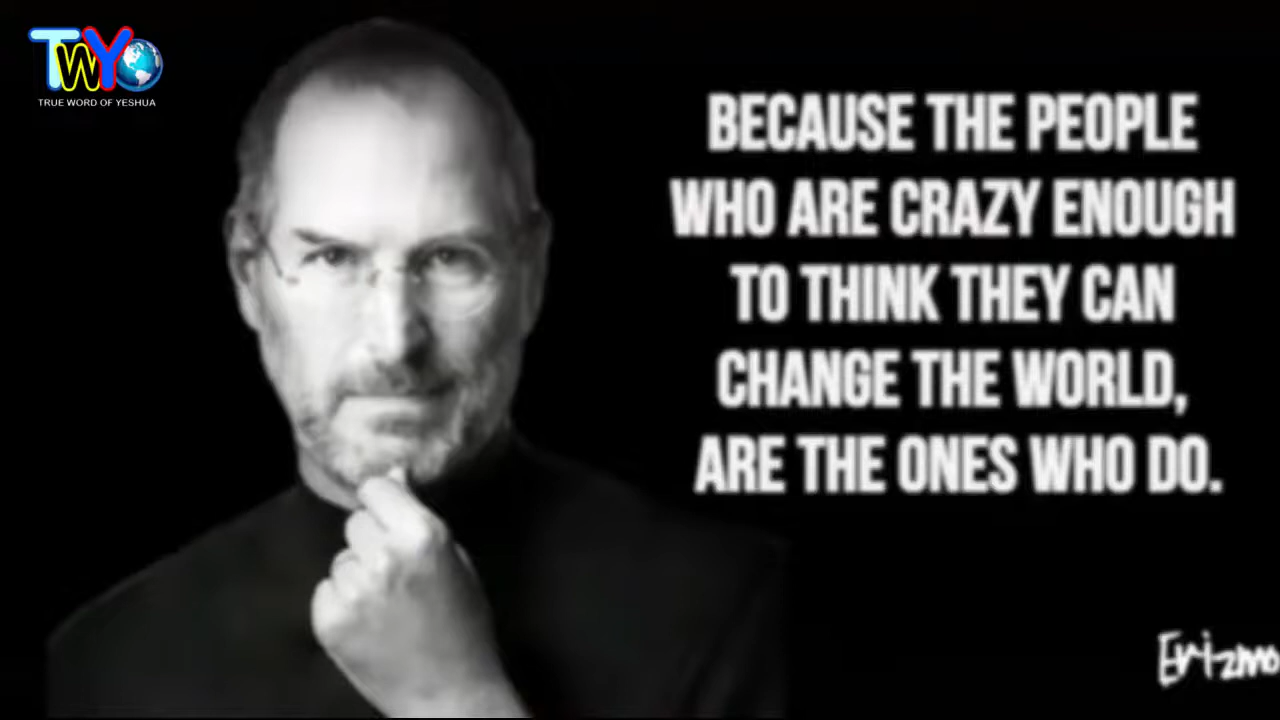 TWYO
TRUE WORD OF YESHUA
BECAUSE THE PEOPLE
WHO ARE CRAZY ENOUGH
TO THINK THEY CAN
CHANGE THE WORLD,
ARE THE ONES WHO DO.
Erizmo